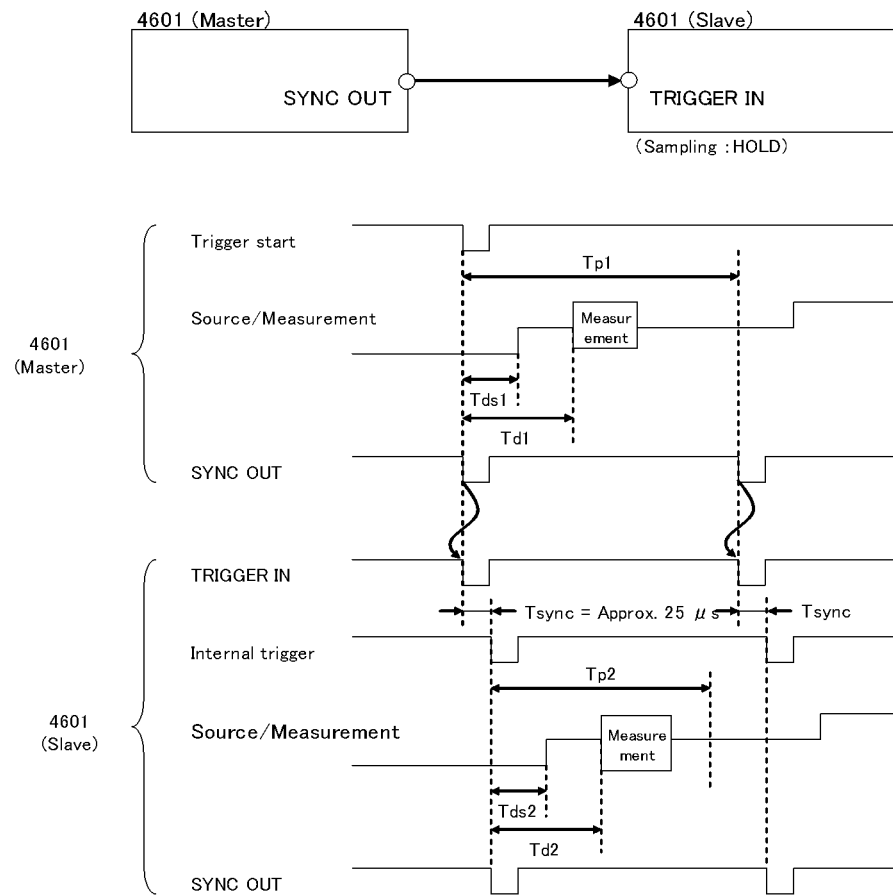 4601 (Master)
4601 (Slave)
SYNC OUT
TRIGGER IN
(Sampling :HOLD)
Trigger start
Tp1
Source/Measurement
Measur
ement
4601
(Master)
Tds1
Td1
SYNC OUT
TRIGGER IN
Tsync = Approx. 25 μs
Tsync
Internal trigger
Tp2
4601
(Slave)
Source/Measurement
Measure
ment
Tds2
Td2
SYNC OUT